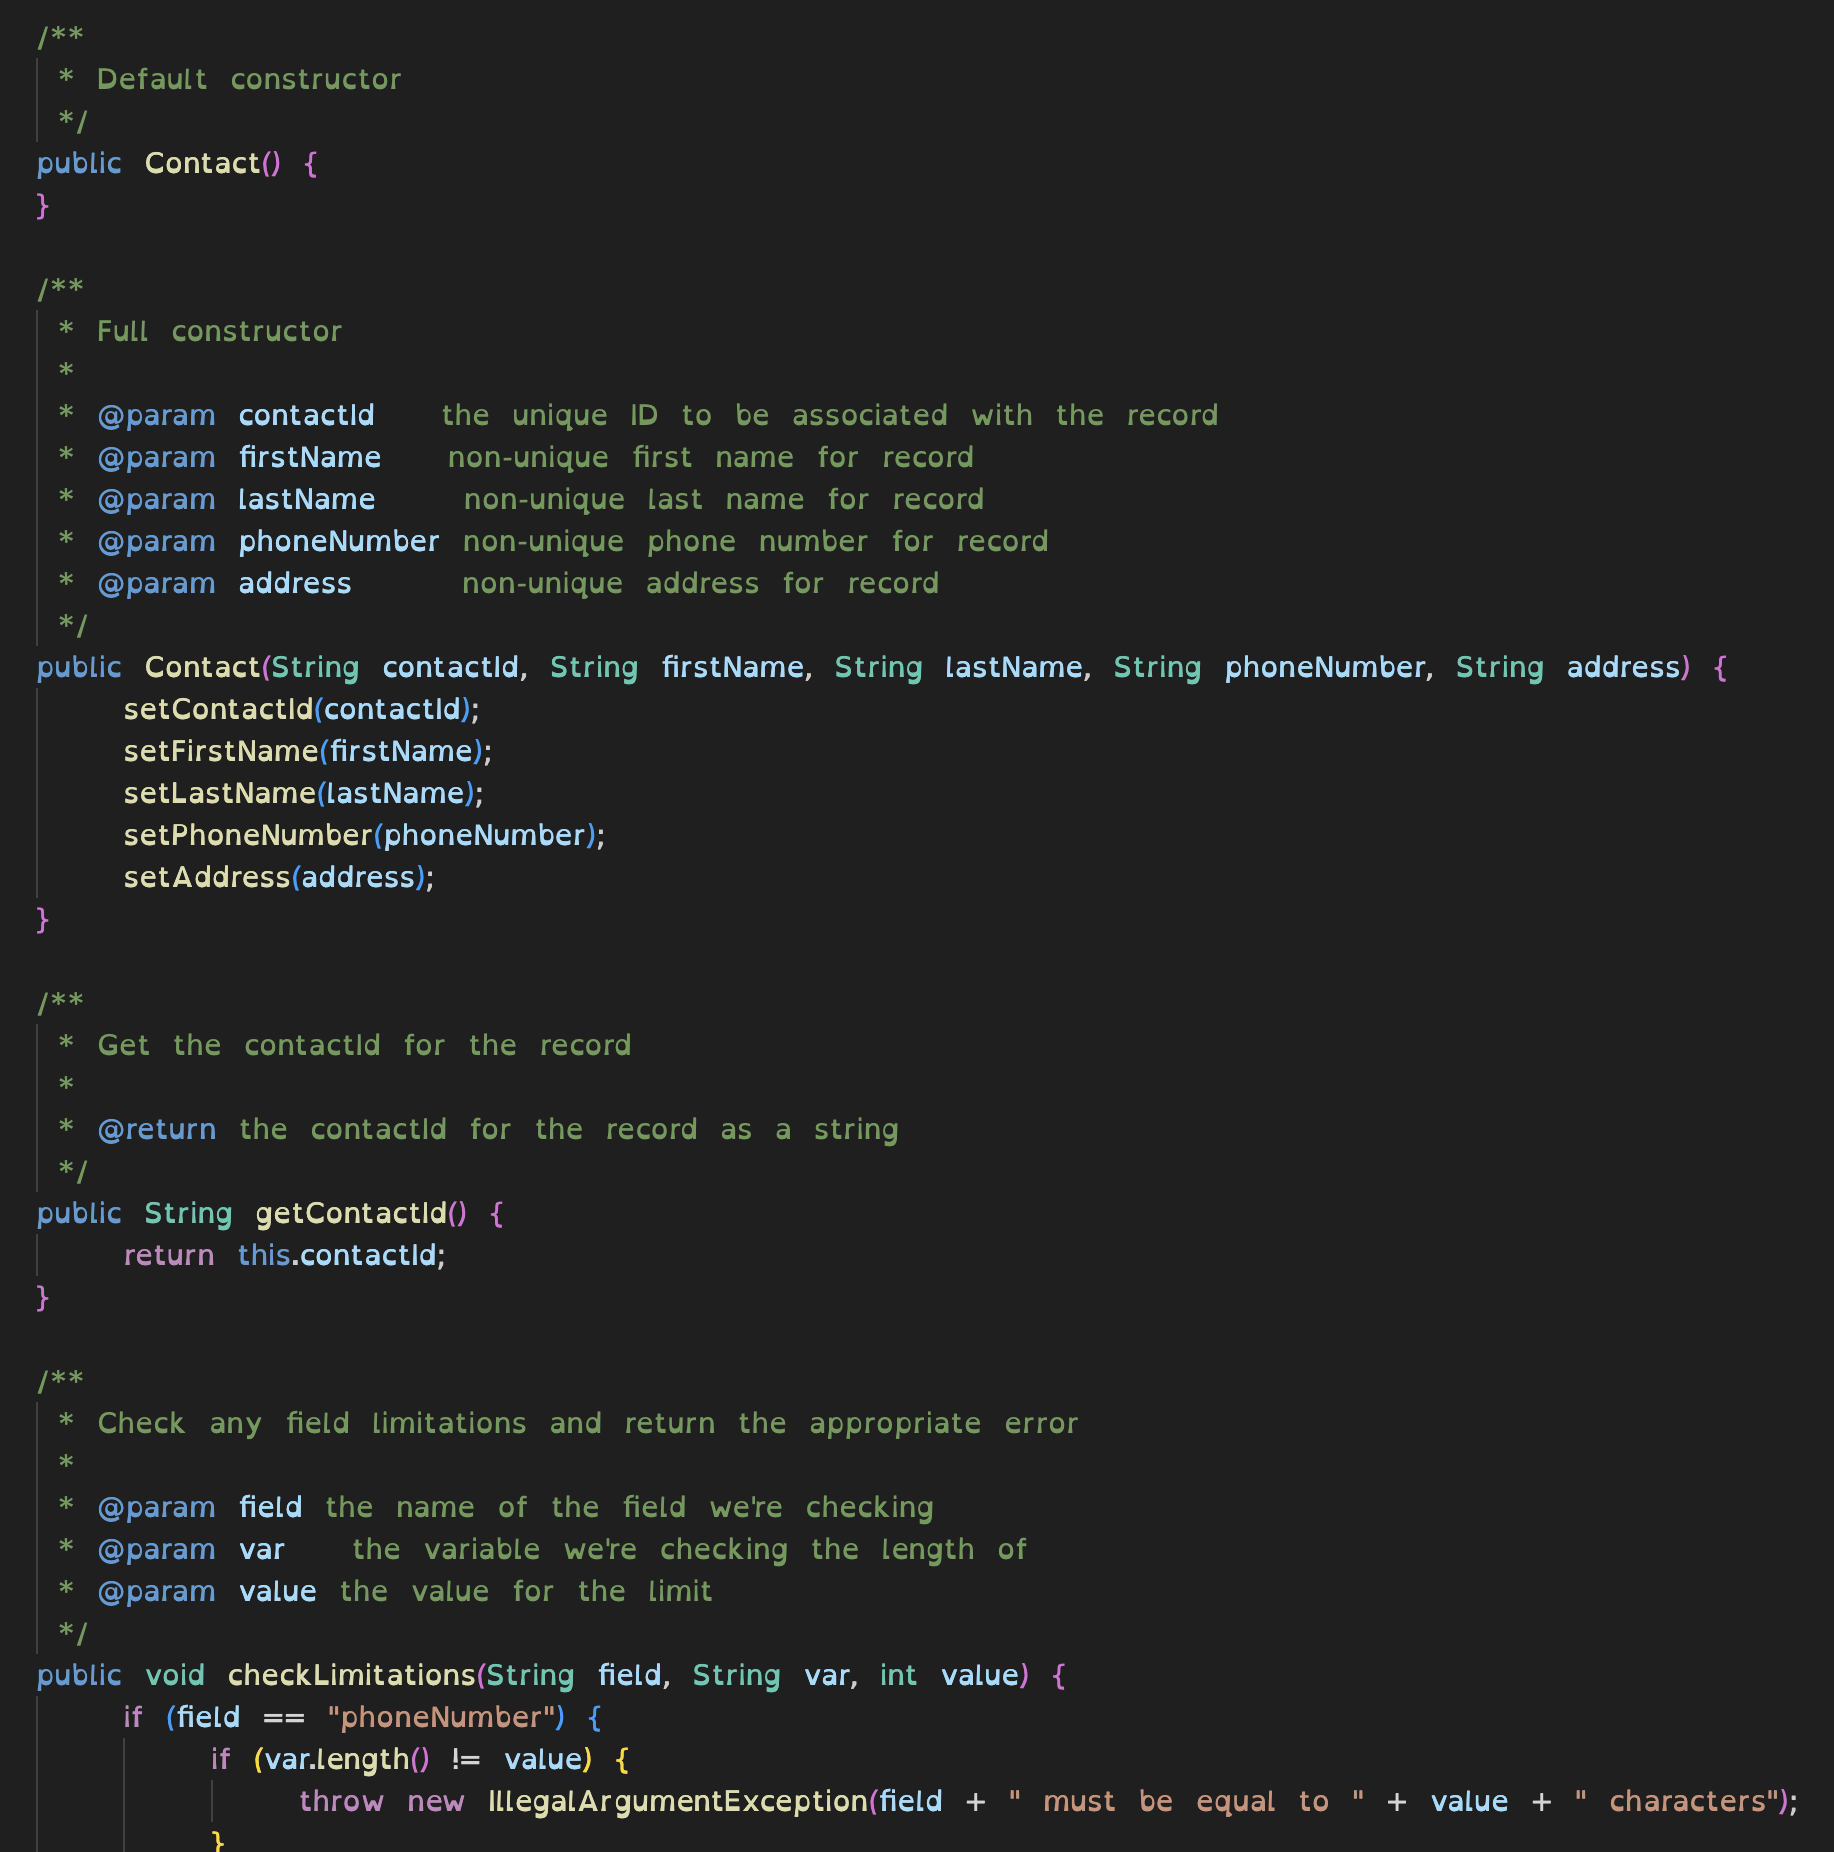 /**
 * Default constructor
 */
public Contact() {
}

/**
 * Full constructor
 *
 * @param contactId   the unique ID to be associated with the record
 * @param firstName   non-unique first name for record
 * @param lastName    non-unique last name for record
 * @param phoneNumber non-unique phone number for record
 * @param address     non-unique address for record
 */
public Contact(String contactId, String firstName, String lastName, String phoneNumber, String address) {
    setContactId(contactId);
    setFirstName(firstName);
    setLastName(lastName);
    setPhoneNumber(phoneNumber);
    setAddress(address);
}

/**
 * Get the contactId for the record
 *
 * @return the contactId for the record as a string
 */
public String getContactId() {
    return this.contactId;
}

/**
 * Check any field limitations and return the appropriate error
 *
 * @param field the name of the field we're checking
 * @param var   the variable we're checking the length of
 * @param value the value for the limit
 */
public void checkLimitations(String field, String var, int value) {
    if (field == "phoneNumber") {
        if (var.length() != value) {
            throw new IllegalArgumentException(field + " must be equal to " + value + " characters");
        }